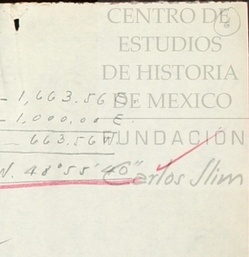 CENTRO DE
ESTUDIOS
DE HISTORIA
DE MEXICO
FUNDACIÓN
Carlos Slim
- 1,663.56 S.
- 1,000.00 E.
663.56 W
N. 48° 55' 40"